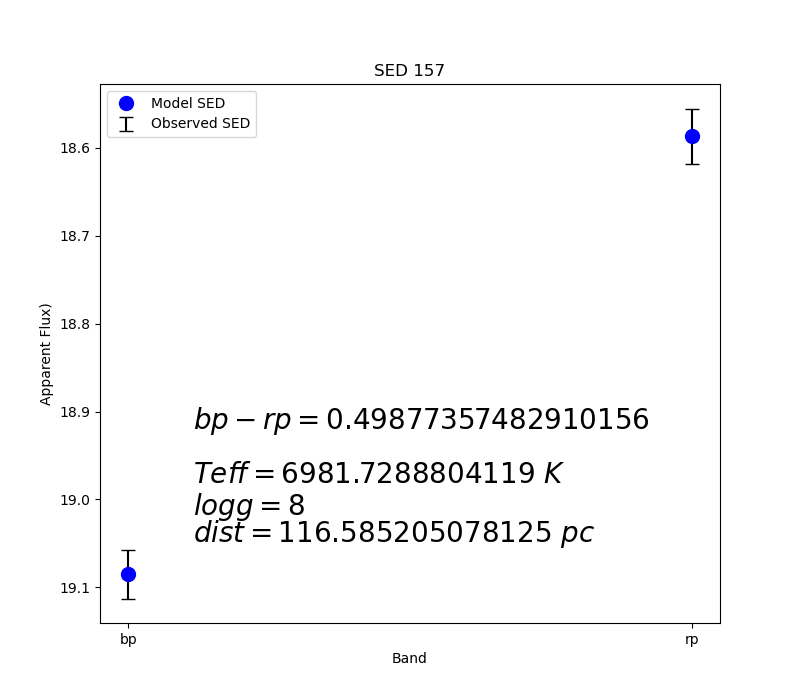 SED 157
Model SED
Observed SED
18.6
18.7
18.8
18.9
19.0
19.1
Apparent Flux)
bp − rp = 0.49877357482910156
Teff = 6981.7288804119 K
logg = 8
dist = 116.585205078125 pc
bp
rp
Band